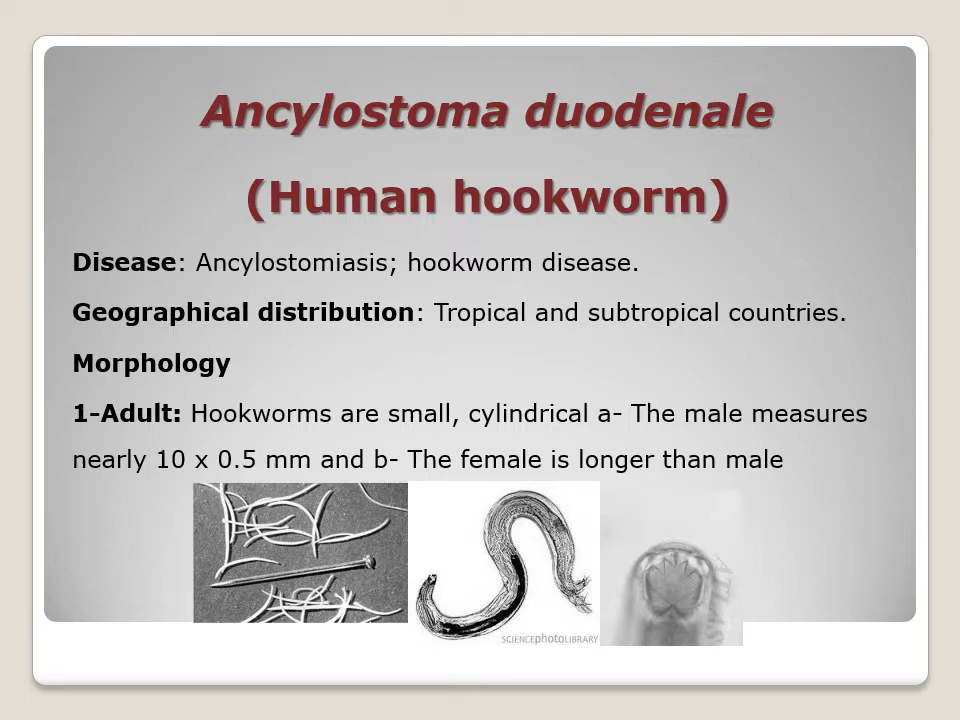 Ancylostoma duodenale
(Human hookworm)
Disease: Ancylostomiasis; hookworm disease.
Geographical distribution: Tropical and subtropical countries.
Morphology
1-Adult: Hookworms are small, cylindrical a- The male measures
nearly 10 x 0.5 mm and b- The female is longer than male
SCIENCEphotoLIBRARY